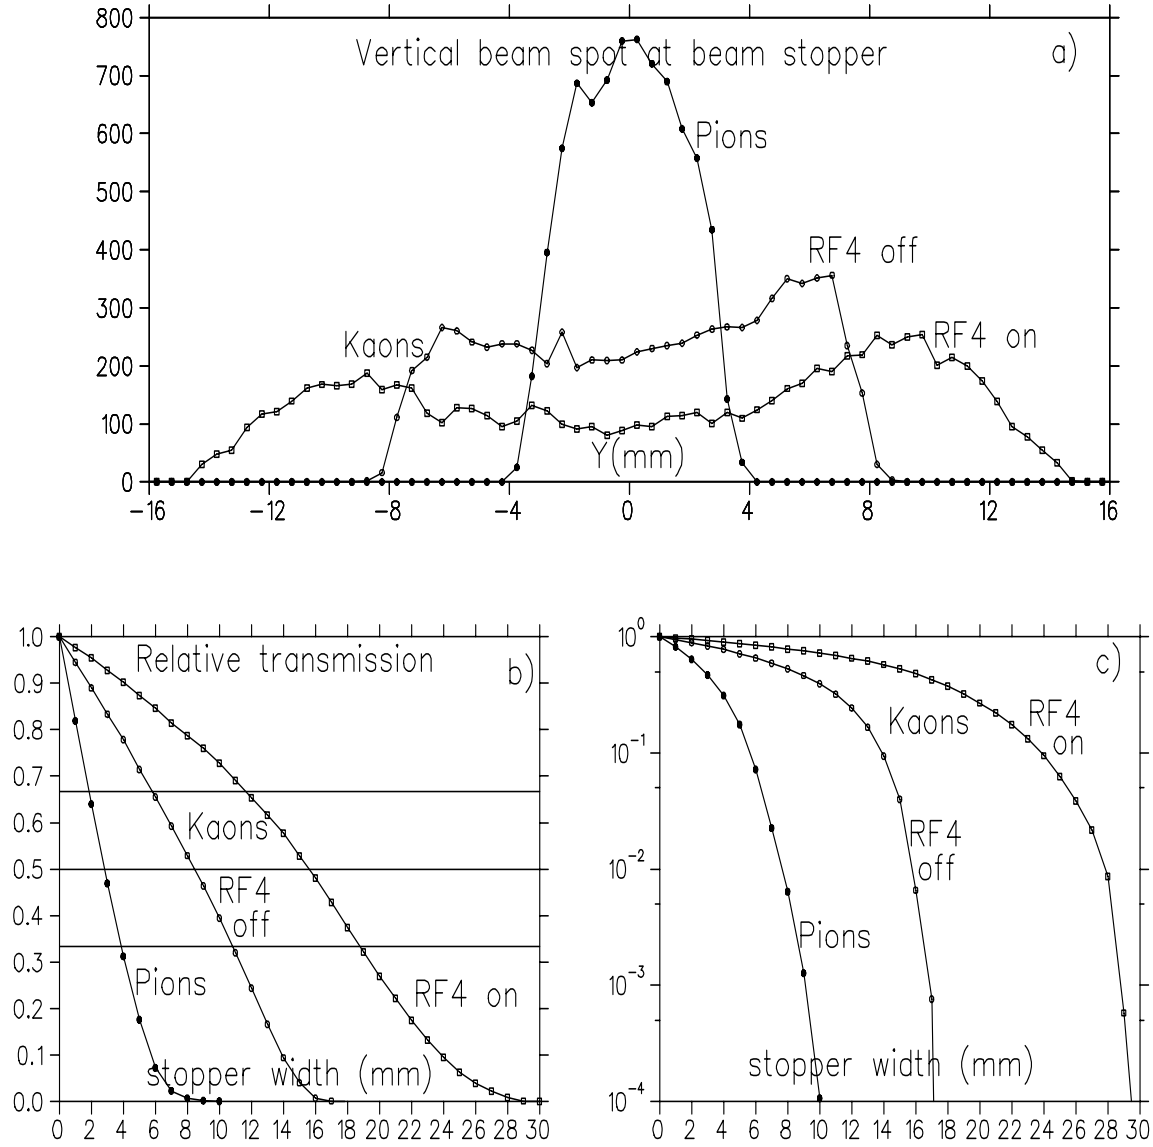 800
Vertical beam spot at beam stopper
a)
700
600
Pions
500
400
RF4 off
300
Kaons
RF4 on
200
100
Y(mm)
0
−16 −12 −8 −4 0 4 8 12 16
1.0
Relative transmission
b)
0.9
0.8
0.7
Kaons
0.6
0.5
RF4
off
0.4
0.3
Pions
RF4 on
0.2
0.1
stopper width (mm)
0.0
0 2 4 6 8 10 12 14 16 18 20 22 24 26 28 30
10⁰
c)
Kaons
RF4
on
10⁻¹
RF4
off
10⁻²
Pions
10⁻³
stopper width (mm)
10⁻⁴
0 2 4 6 8 10 12 14 16 18 20 22 24 26 28 30